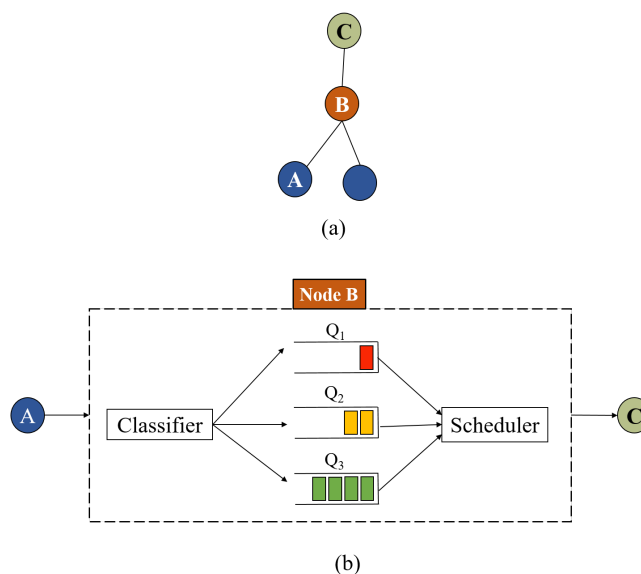 C
B
A
(a)
Node B
Q1
A
Classifier
Q2
Scheduler
C
Q3
(b)